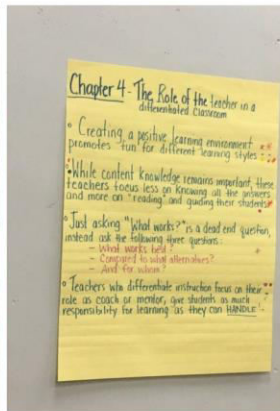 Chapter 4 - The Role of the teacher in a
differentiated classroom
• Creating a positive learning environment
promotes "fun" for different learning styles
• While content knowledge remains important, these
teachers focus less on knowing all the answers
and more on "reading" and guiding their students
• Just asking "What works?" is a dead end question,
instead ask the following three questions:
- What works best?
- Compared to what alternatives?
- And for whom?
• Teachers who differentiate instruction focus on their
role as coach or mentor, give students as much
responsibility for learning as they can HANDLE